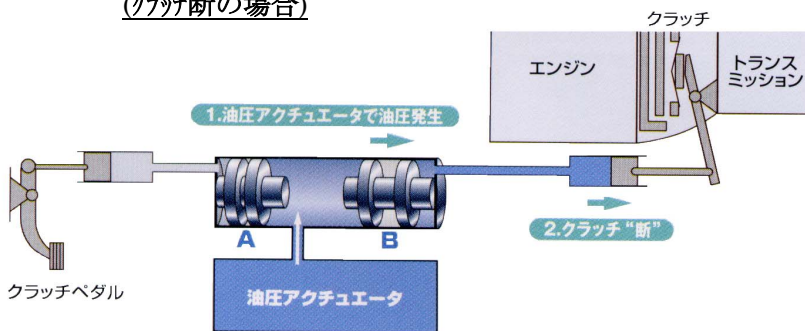 (ｸﾗｯﾁ断の場合)
クラッチ
エンジン
トランス
ミッション
1.油圧アクチュエータで油圧発生
A
B
2.クラッチ“断”
クラッチペダル
油圧アクチュエータ